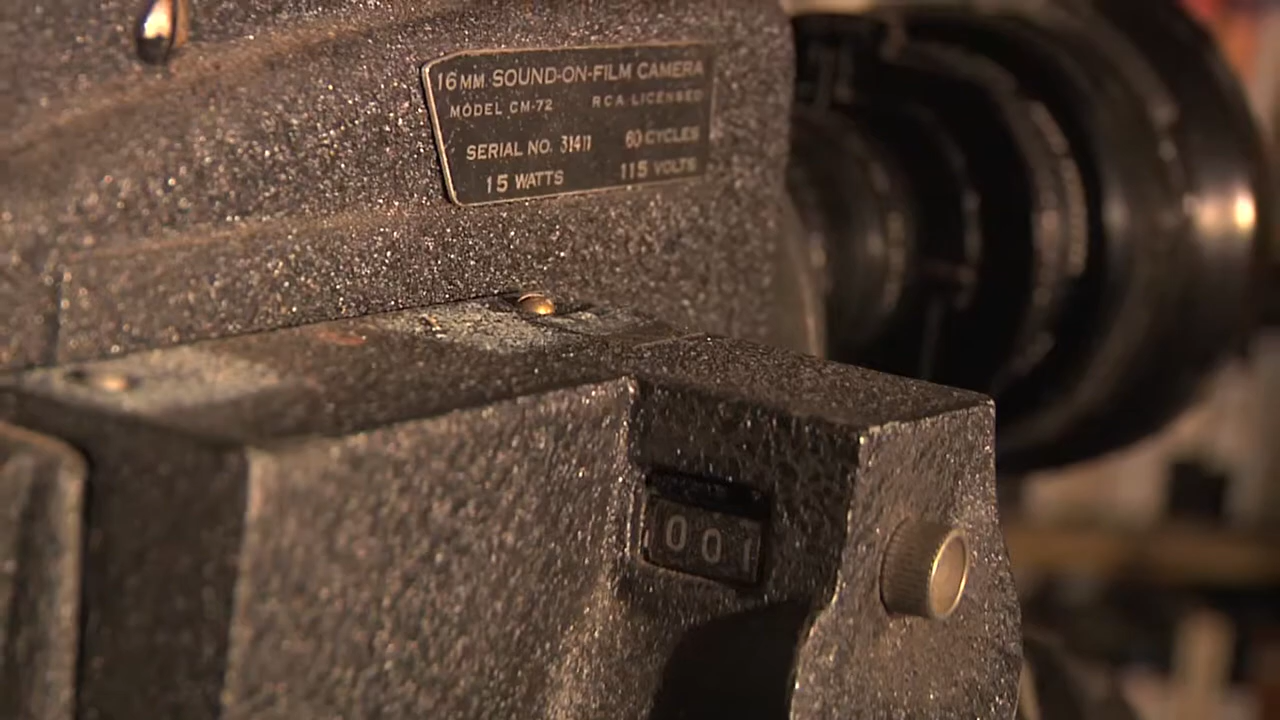 16MM SOUND-ON-FILM CAMERA
MODEL CM-72 RCA LICENSED
SERIAL NO. 31411 60 CYCLES
15 WATTS 115 VOLTS
001